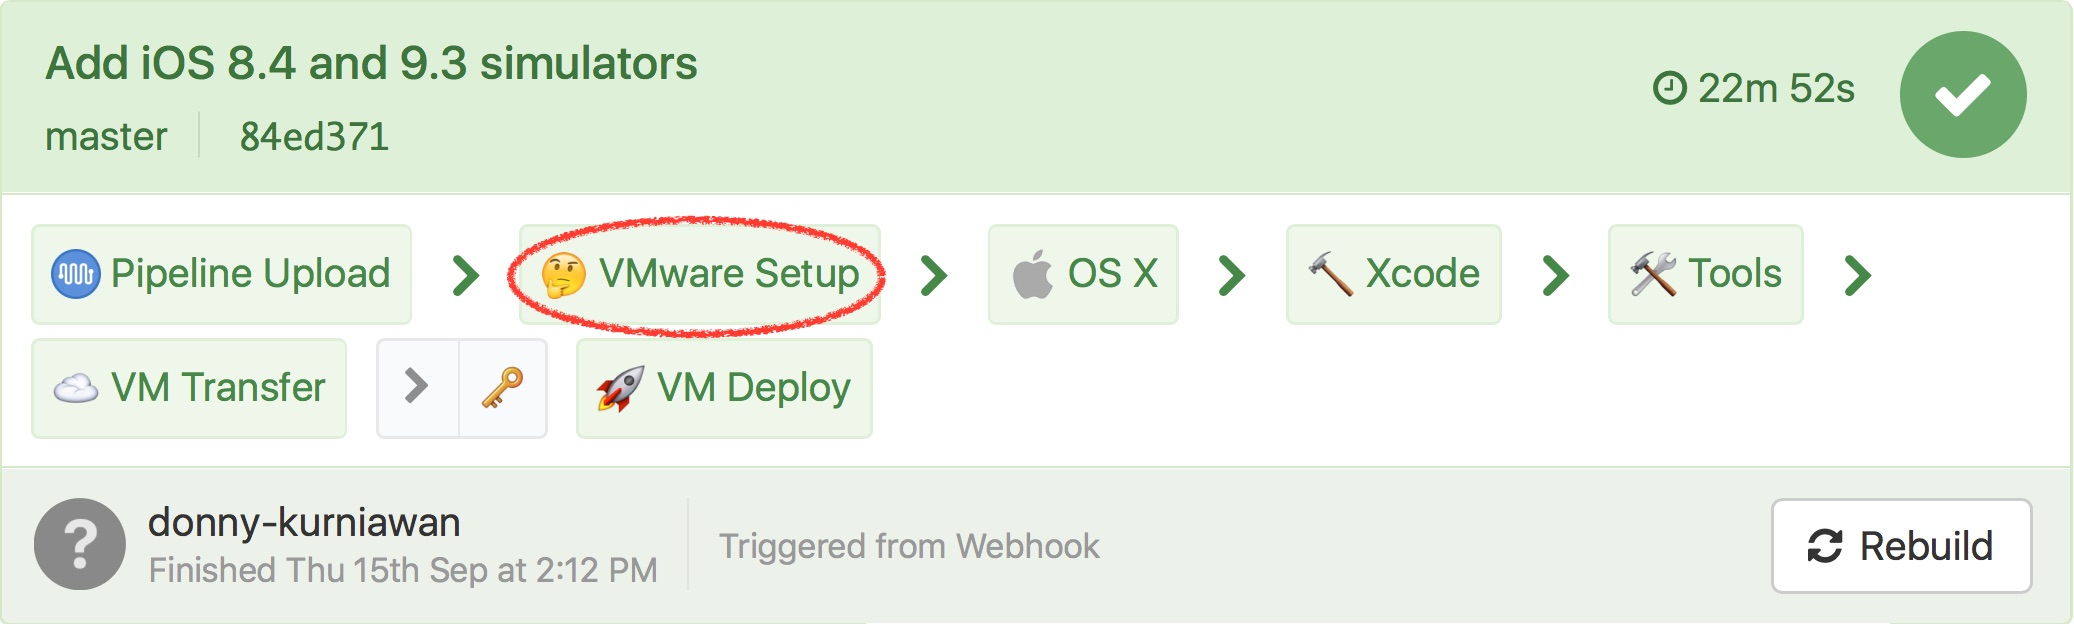 Add iOS 8.4 and 9.3 simulators
22m 52s
master 84ed371
Pipeline Upload VMware Setup OS X Xcode Tools
VM Transfer VM Deploy
donny-kurniawan
Finished Thu 15th Sep at 2:12 PM
Triggered from Webhook
Rebuild